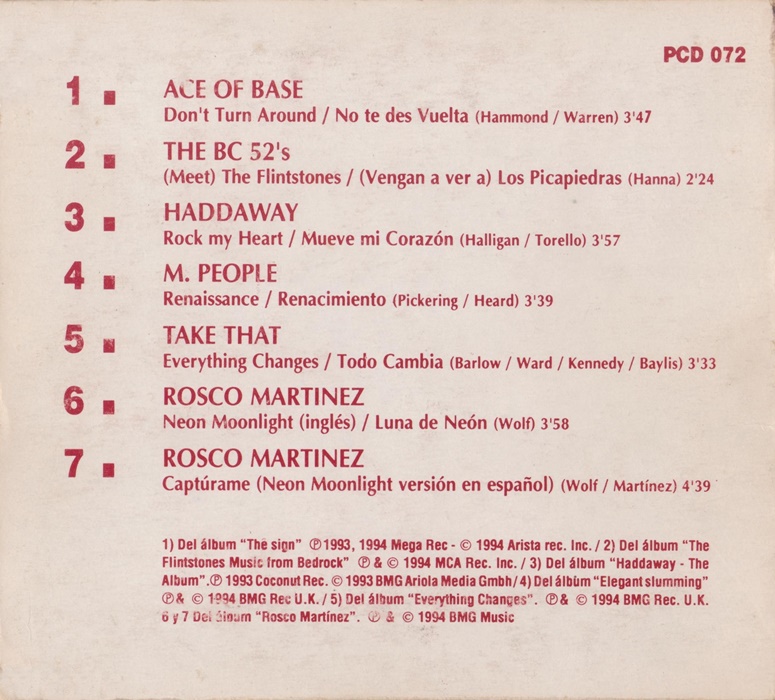 PCD 072
1. ACE OF BASE
Don't Turn Around / No te des Vuelta (Hammond / Warren) 3'47
2. THE BC 52's
(Meet) The Flintstones / (Vengan a ver a) Los Picapiedras (Hanna) 2'24
3. HADDAWAY
Rock my Heart / Mueve mi Corazón (Halligan / Torello) 3'57
4. M. PEOPLE
Renaissance / Renacimiento (Pickering / Heard) 3'39
5. TAKE THAT
Everything Changes / Todo Cambia (Barlow / Ward / Kennedy / Baylis) 3'33
6. ROSCO MARTINEZ
Neon Moonlight (inglés) / Luna de Neón (Wolf) 3'58
7. ROSCO MARTINEZ
Captúrame (Neon Moonlight versión en español) (Wolf / Martínez) 4'39
1) Del álbum "The sign" ℗1993, 1994 Mega Rec - © 1994 Arista rec. Inc. / 2) Del álbum "The
Flintstones Music from Bedrock" ℗ & © 1994 MCA Rec. Inc. / 3) Del álbum "Haddaway - The
Album".℗ 1993 Coconut Rec. © 1993 BMG Ariola Media Gmbh/ 4) Del álbum "Elegant slumming"
℗ & © 1994 BMG Rec U.K. / 5) Del álbum "Everything Changes". ℗ & © 1994 BMG Rec. U.K.
6 y 7 Del álbum "Rosco Martínez". ℗ & © 1994 BMG Music